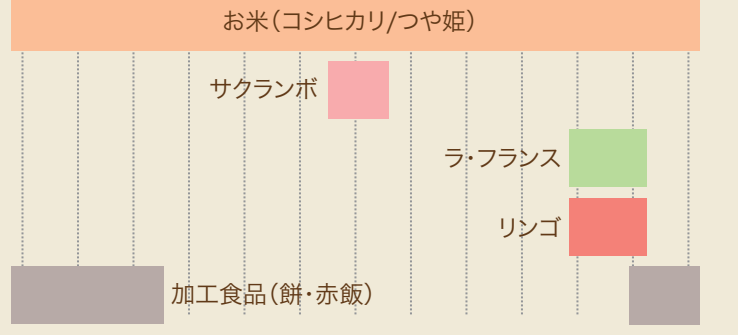 お米（コシヒカリ/つや姫）
サクランボ
ラ・フランス
リンゴ
加工食品（餅・赤飯）